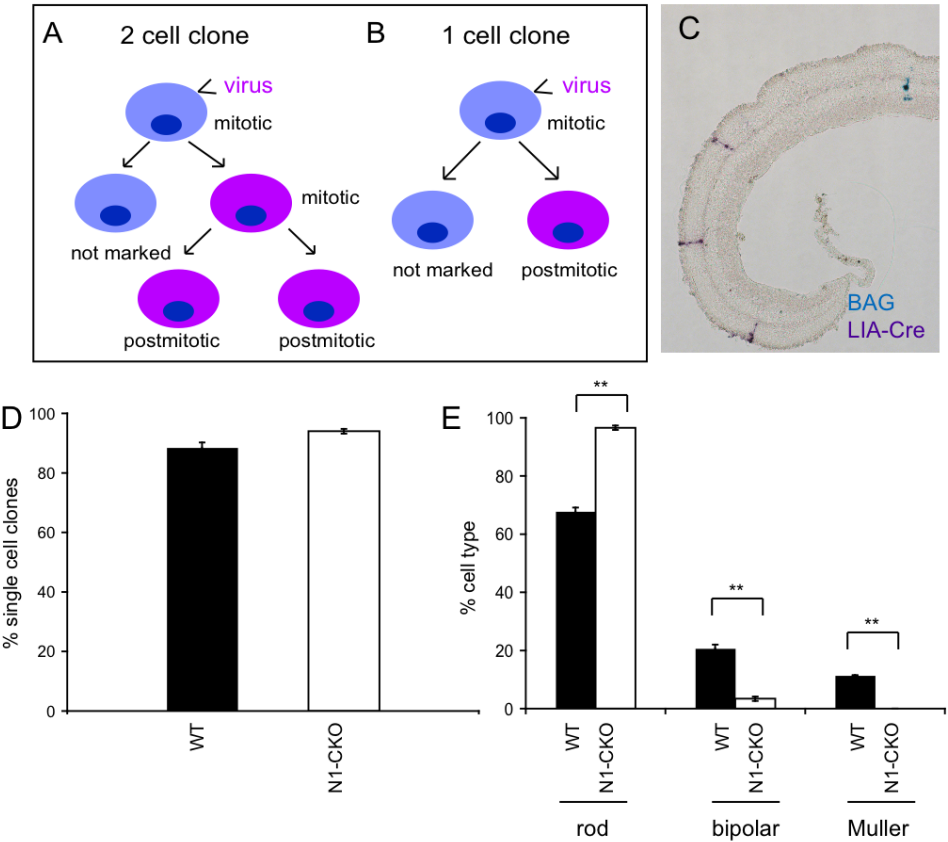 A
2 cell clone
B
1 cell clone
virus
mitotic
virus
mitotic
mitotic
not marked
postmitotic
postmitotic
not marked
postmitotic
C
BAG
LIA-Cre
D
% single cell clones
100
80
60
40
20
0
WT
N1-CKO
E
% cell type
100
80
60
40
20
0
**
**
**
WT
N1-CKO
WT
N1-CKO
WT
N1-CKO
rod
bipolar
Muller